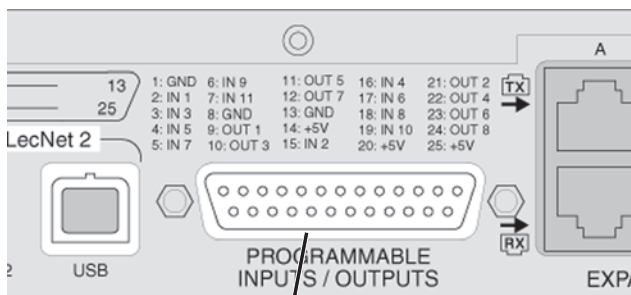 A
13
25
LecNet 2
1: GND 6: IN 9 11: OUT 5 16: IN 4 21: OUT 2
2: IN 1 7: IN 11 12: OUT 7 17: IN 6 22: OUT 4
3: IN 3 8: GND 13: GND 18: IN 8 23: OUT 6
4: IN 5 9: OUT 1 14: +5V 19: IN 10 24: OUT 8
5: IN 7 10: OUT 3 15: IN 2 20: +5V 25: +5V
TX
RX
USB
PROGRAMMABLE
INPUTS / OUTPUTS
EXPA